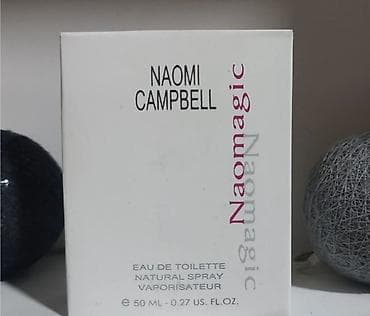 NAOMI
CAMPBELL
Naomagic
Naomagic
EAU DE TOILETTE
NATURAL SPRAY
VAPORISATEUR
e 50 ML - 0.27 US. FL.OZ.